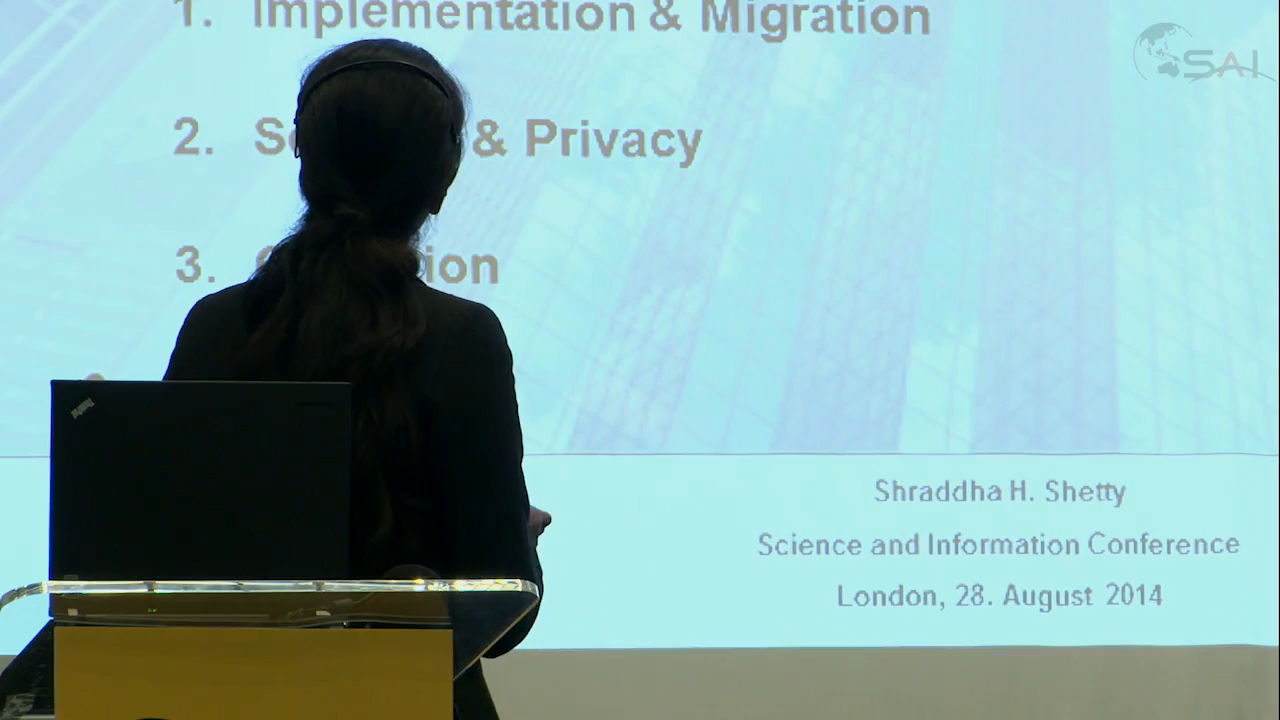 1. Implementation & Migration
SAI
2. & Privacy
3.
Shraddha H. Shetty
Science and Information Conference
London, 28. August 2014